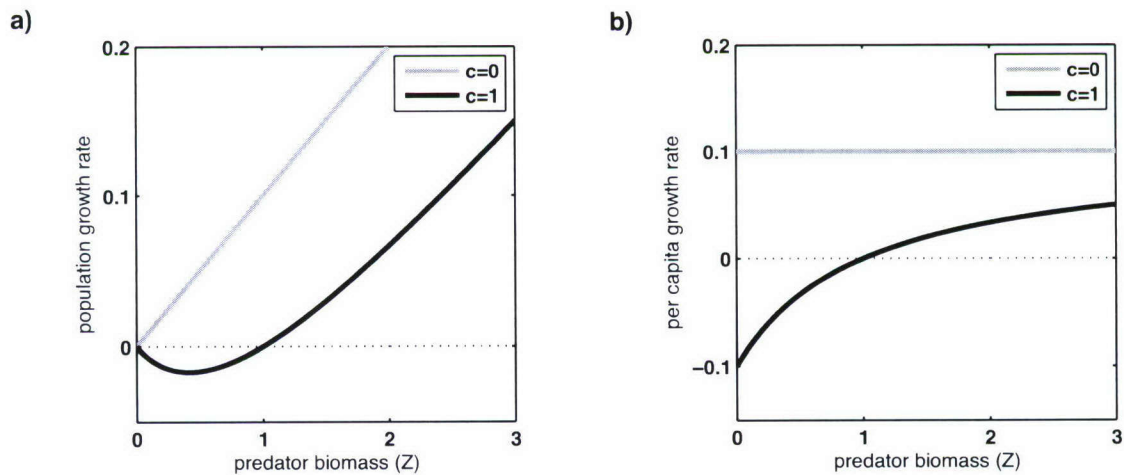 a)
population growth rate
0.2
0.1
0
c=0
c=1
0
1
2
3
predator biomass (Z)
b)
per capita growth rate
0.2
0.1
0
−0.1
c=0
c=1
0
1
2
3
predator biomass (Z)